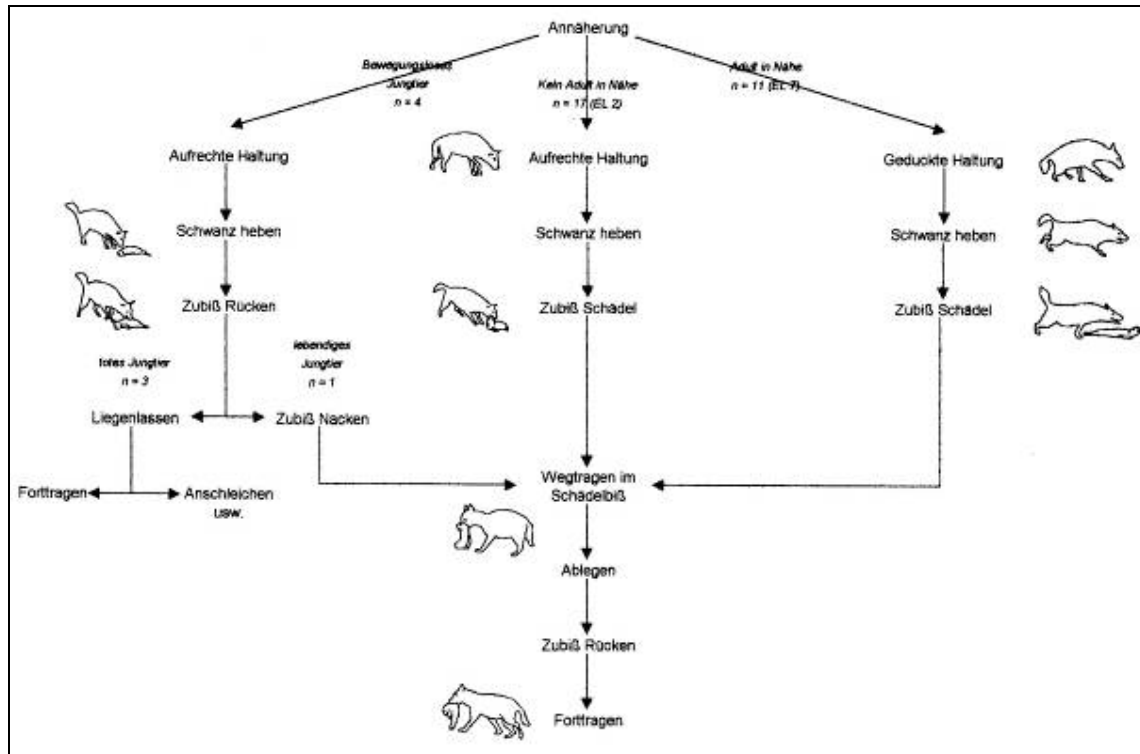 Annäherung
Bewegungsloses
Jungtier
n = 4
Kein Adult in Nähe
n = 17 (EL 2)
Adult in Nähe
n = 11 (EL 7)
Aufrechte Haltung
Aufrechte Haltung
Geduckte Haltung
Schwanz heben
Schwanz heben
Schwanz heben
Zubiß Rücken
Zubiß Schädel
Zubiß Schädel
totes Jungtier
n = 3
lebendiges
Jungtier
n = 1
Liegenlassen
Zubiß Nacken
Wegtragen im
Schädelbiß
Forttragen
Anschleichen
usw.
Ablegen
Zubiß Rücken
Forttragen